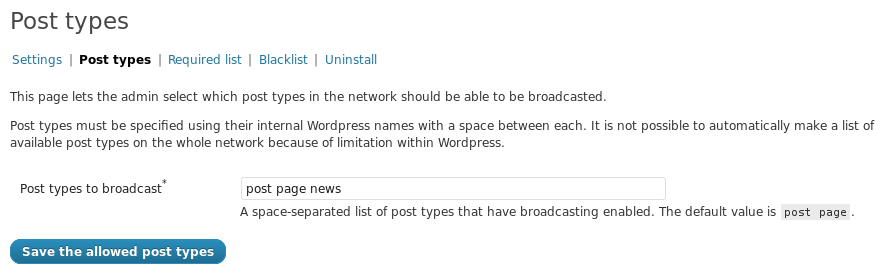 Post types
Settings | Post types | Required list | Blacklist | Uninstall
This page lets the admin select which post types in the network should be able to be broadcasted.
Post types must be specified using their internal Wordpress names with a space between each. It is not possible to automatically make a list of
available post types on the whole network because of limitation within Wordpress.
Post types to broadcast* post page news
A space-separated list of post types that have broadcasting enabled. The default value is post page.
Save the allowed post types